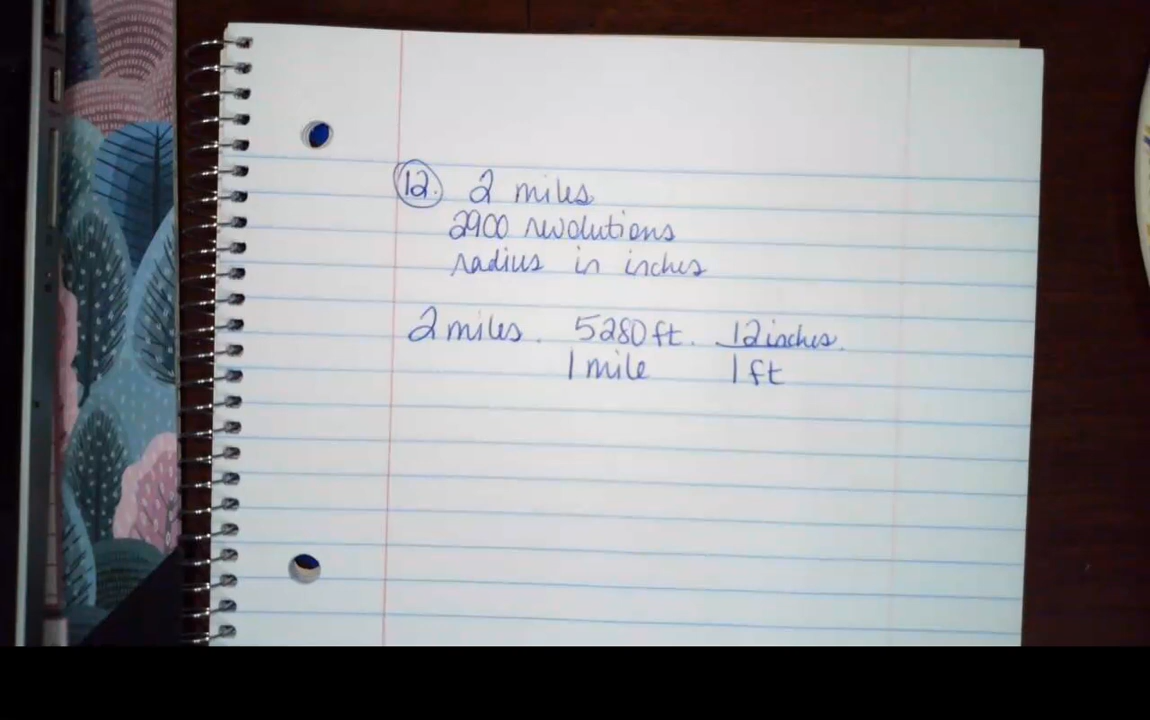 12. 2 miles
2900 revolutions
radius in inches
2 miles. 5280 ft. 12 inches.
1 mile 1 ft